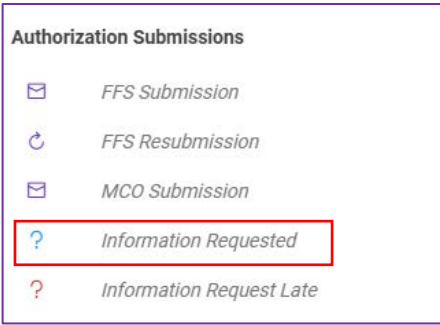 Authorization Submissions
FFS Submission
FFS Resubmission
MCO Submission
? Information Requested
? Information Request Late